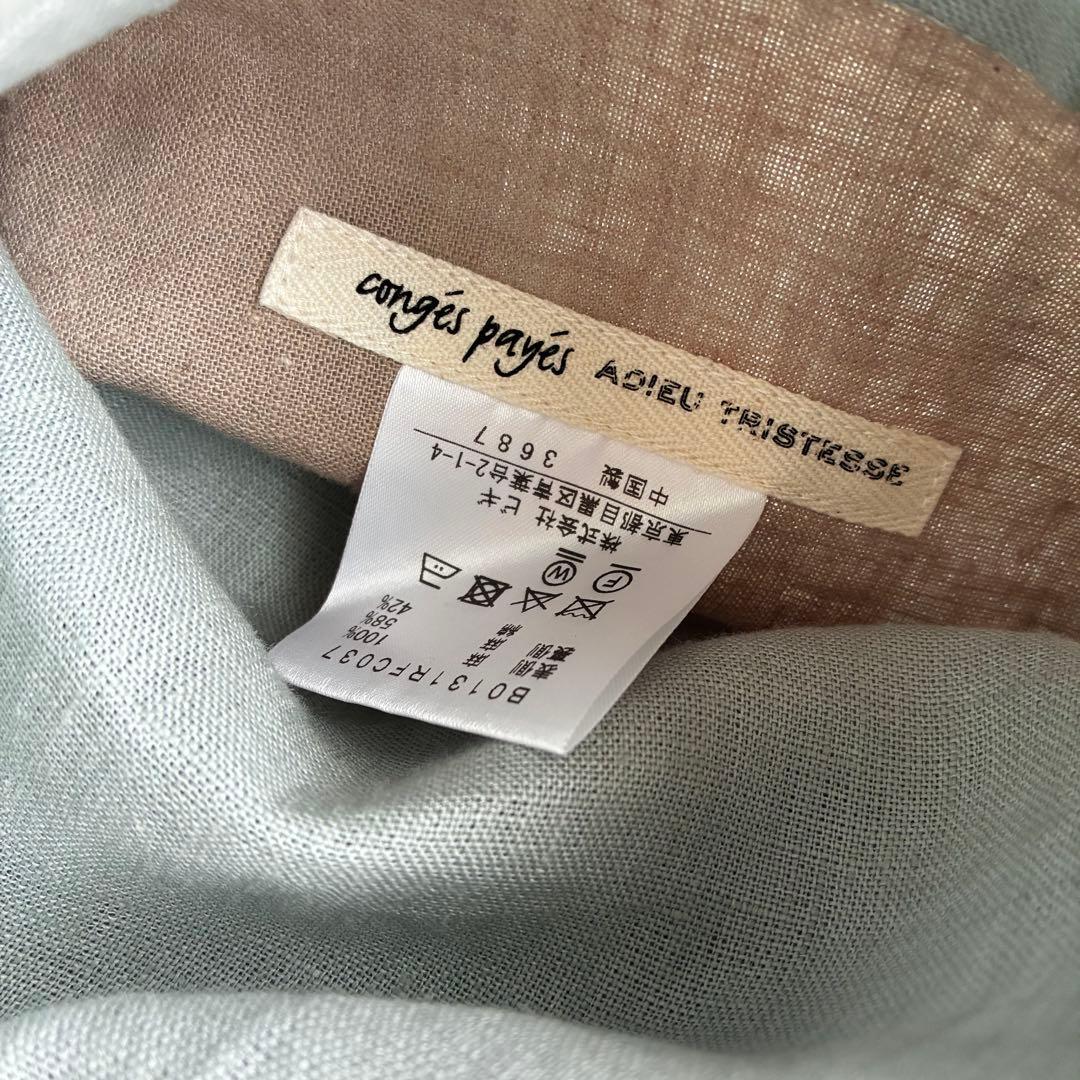 congés payés ADIEU TRISTESSE
B0131RFC037
表側 麻 100%
裏側 麻 58%
綿 42%
F W
株式会社 ビギ
東京都目黒区青葉台2-1-4
中国製 3687